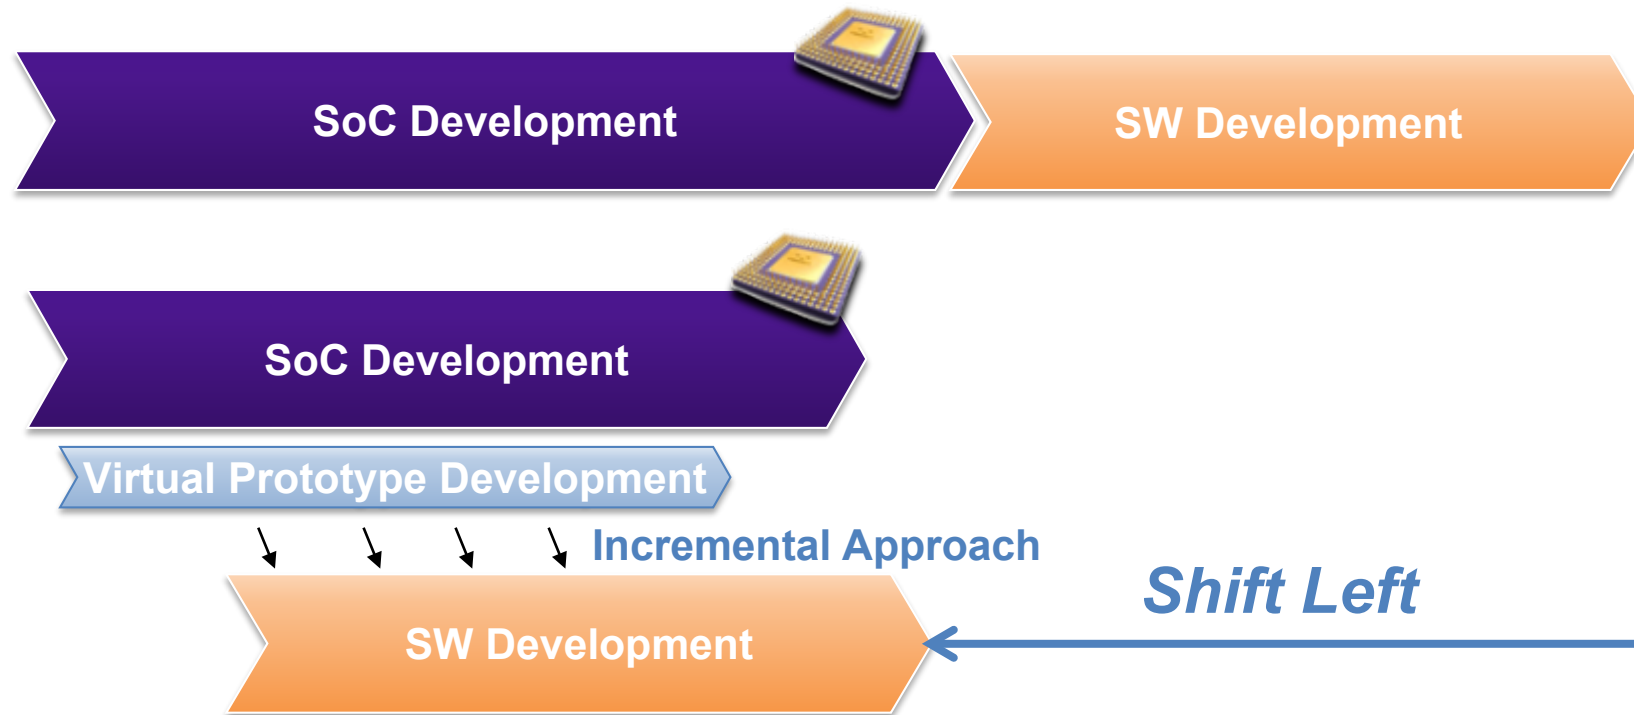 SoC Development
SW Development
SoC Development
Virtual Prototype Development
Incremental Approach
Shift Left
SW Development